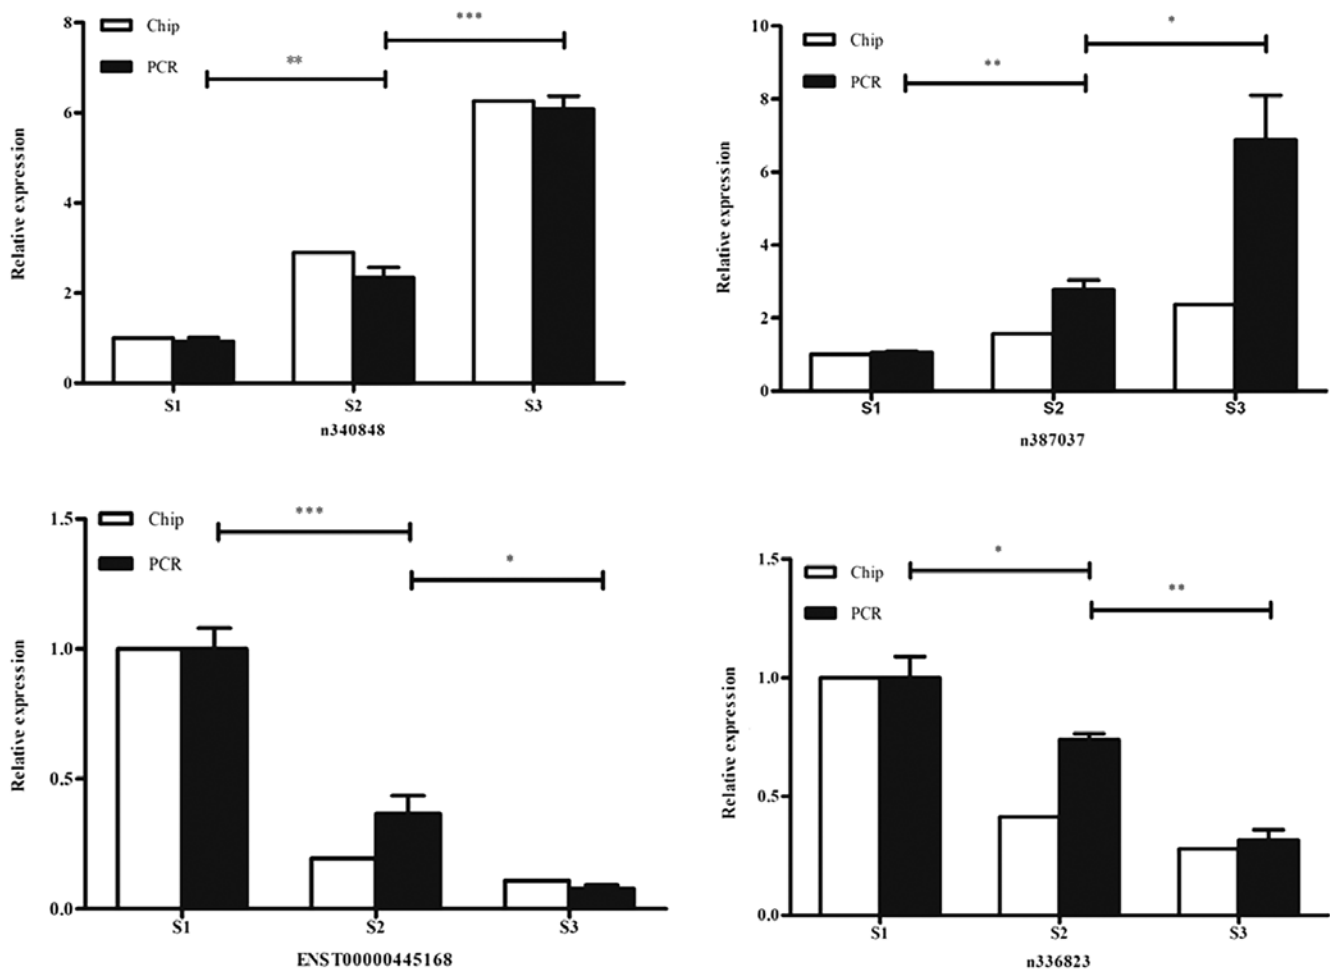 8
6
4
2
0
Relative expression
Chip
PCR
**
***
S1 S2 S3
n340848
10
8
6
4
2
0
Relative expression
Chip
PCR
**
*
S1 S2 S3
n387037
1.5
1.0
0.5
0.0
Relative expression
Chip
PCR
***
*
S1 S2 S3
ENST00000445168
1.5
1.0
0.5
0.0
Relative expression
Chip
PCR
*
**
S1 S2 S3
n336823